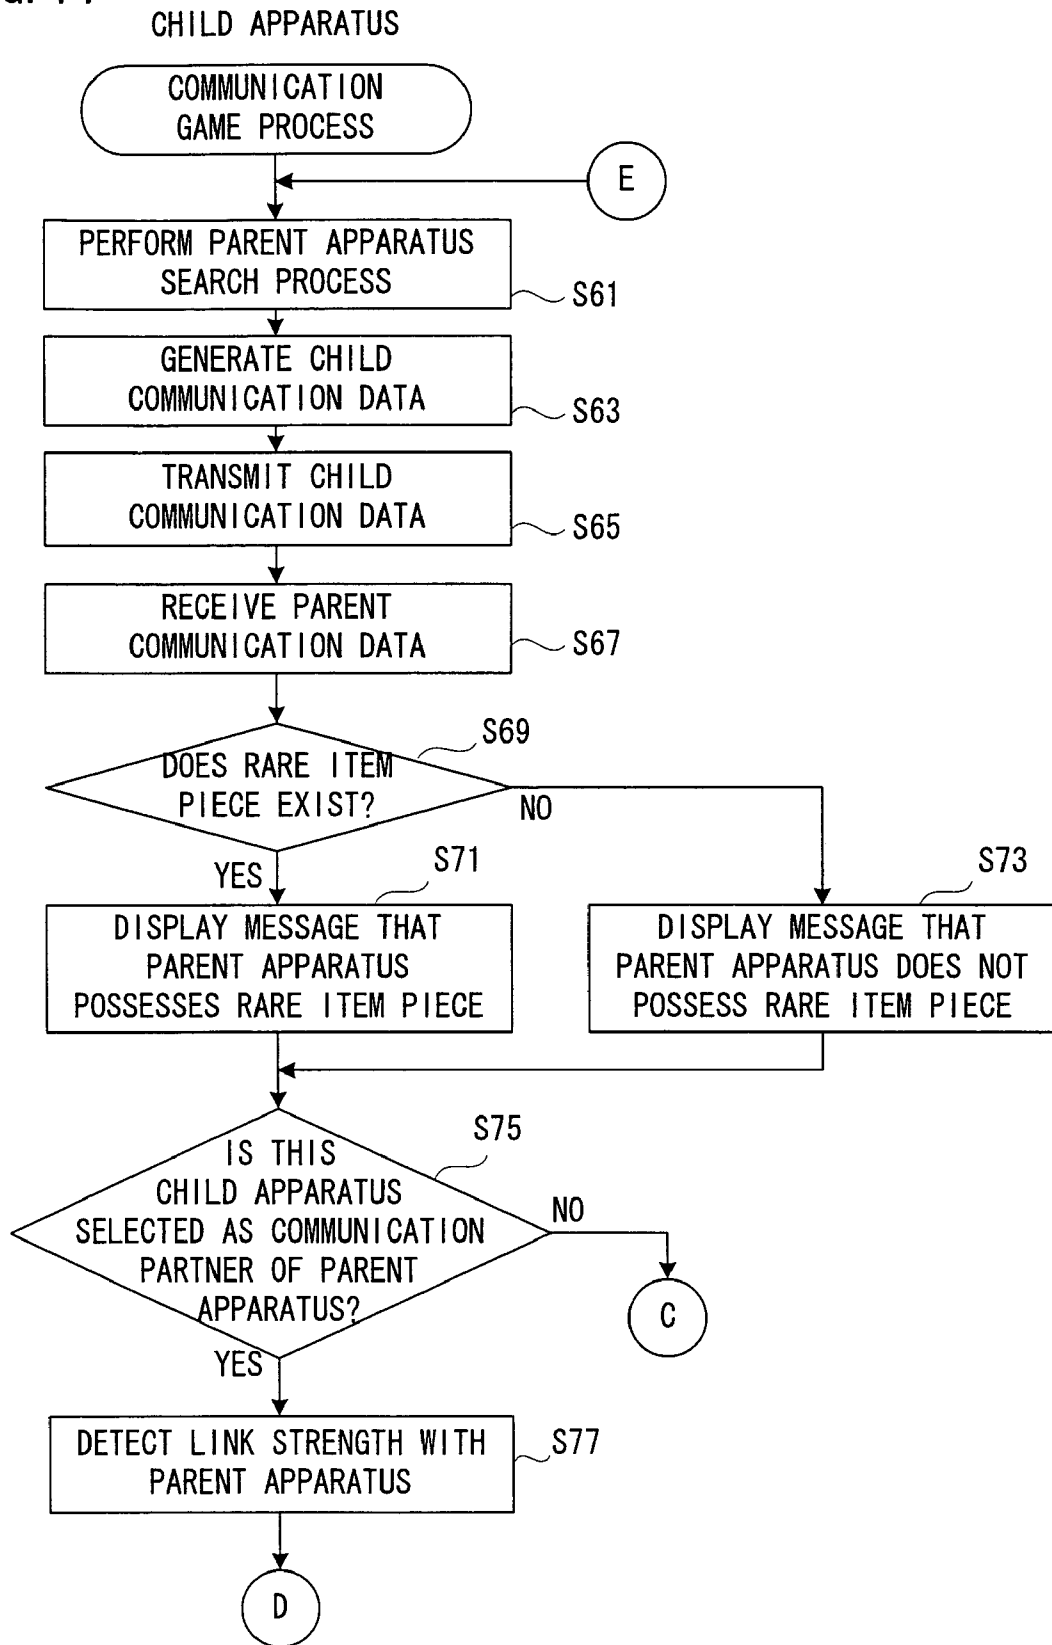 CHILD APPARATUS
COMMUNICATION
GAME PROCESS
E
PERFORM PARENT APPARATUS
SEARCH PROCESS
S61
GENERATE CHILD
COMMUNICATION DATA
S63
TRANSMIT CHILD
COMMUNICATION DATA
S65
RECEIVE PARENT
COMMUNICATION DATA
S67
S69
DOES RARE ITEM
PIECE EXIST?
NO
YES
S71
S73
DISPLAY MESSAGE THAT
PARENT APPARATUS
POSSESSES RARE ITEM PIECE
DISPLAY MESSAGE THAT
PARENT APPARATUS DOES NOT
POSSESS RARE ITEM PIECE
S75
IS THIS
CHILD APPARATUS
SELECTED AS COMMUNICATION
PARTNER OF PARENT
APPARATUS?
NO
C
YES
DETECT LINK STRENGTH WITH
PARENT APPARATUS
S77
D